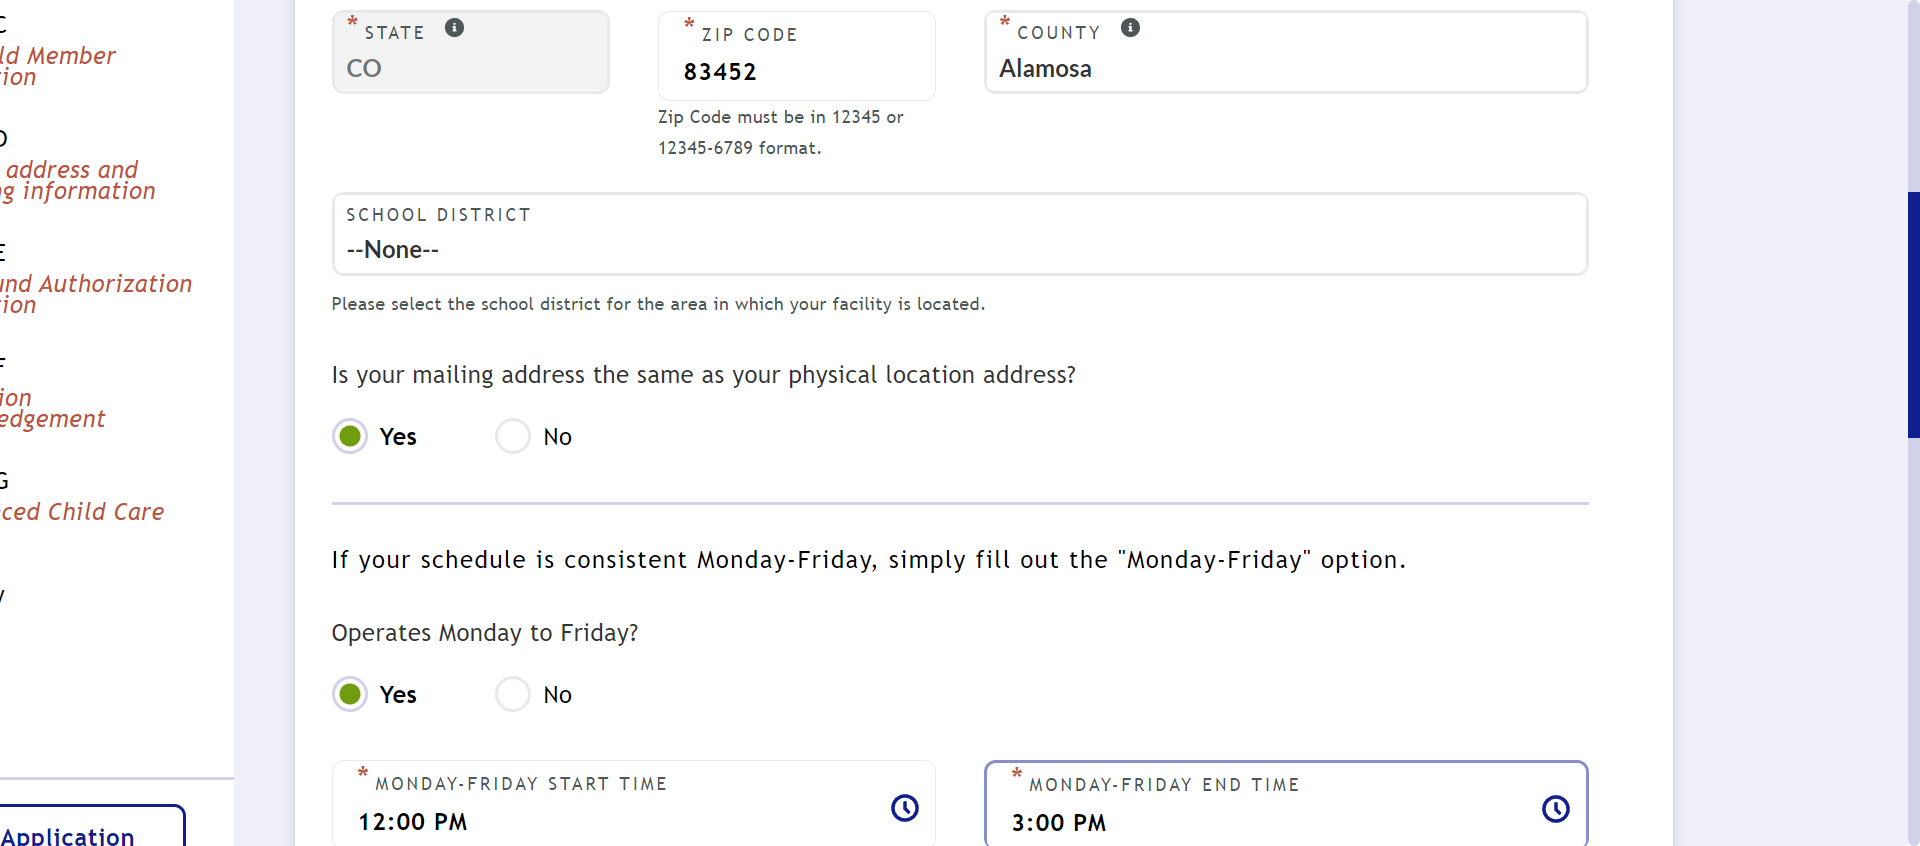 C
ld Member
tion
D
address and
ng information
E
und Authorization
tion
F
ion
edgement
G
nced Child Care
y
Application
* STATE
CO
* ZIP CODE
83452
Zip Code must be in 12345 or
12345-6789 format.
* COUNTY
Alamosa
SCHOOL DISTRICT
--None--
Please select the school district for the area in which your facility is located.
Is your mailing address the same as your physical location address?
Yes No
If your schedule is consistent Monday-Friday, simply fill out the "Monday-Friday" option.
Operates Monday to Friday?
Yes No
* MONDAY-FRIDAY START TIME
12:00 PM
* MONDAY-FRIDAY END TIME
3:00 PM